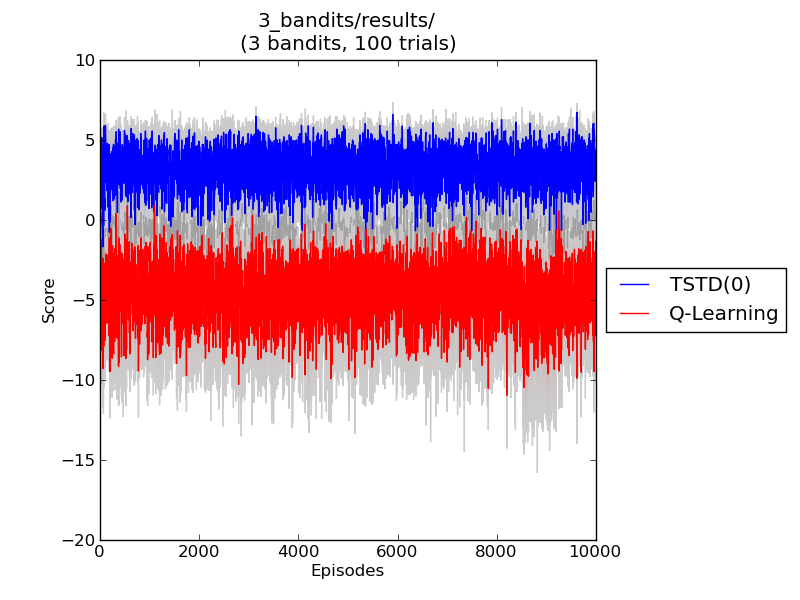 3_bandits/results/
(3 bandits, 100 trials)
10
5
0
−5
−10
−15
−20
Score
0 2000 4000 6000 8000 10000
Episodes
TSTD(0)
Q-Learning